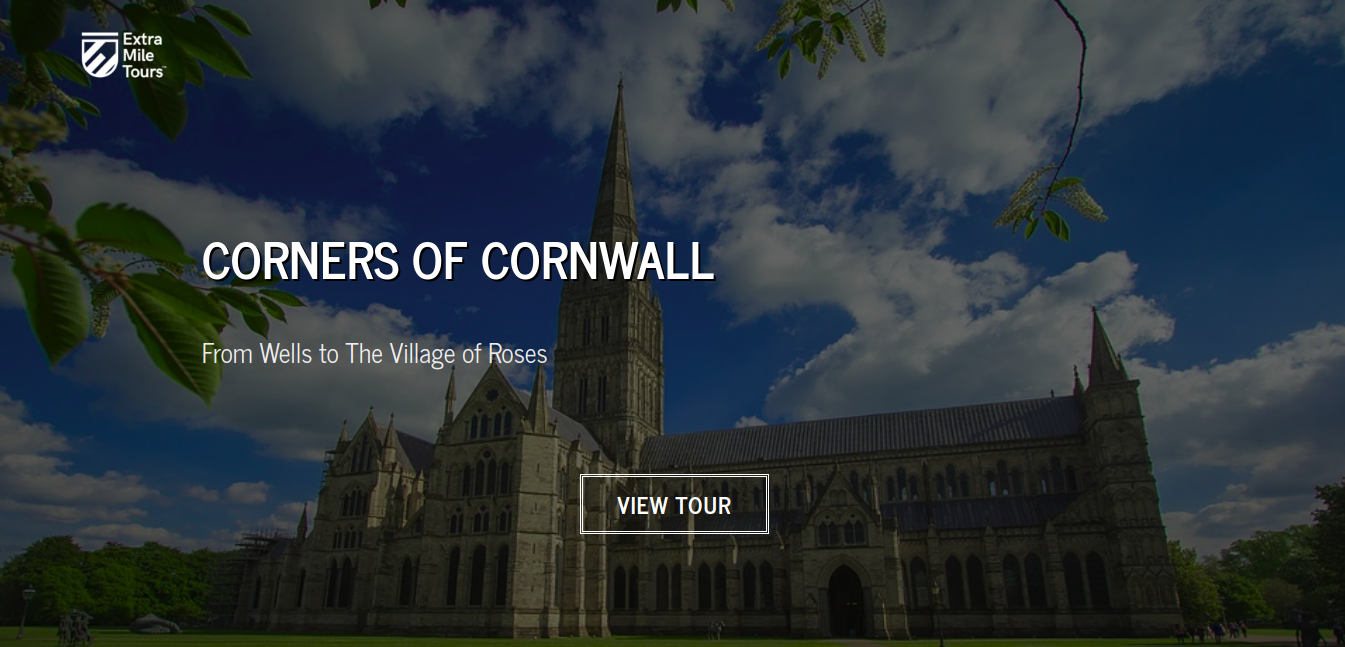 Extra
Mile
Tours
CORNERS OF CORNWALL
From Wells to The Village of Roses
VIEW TOUR